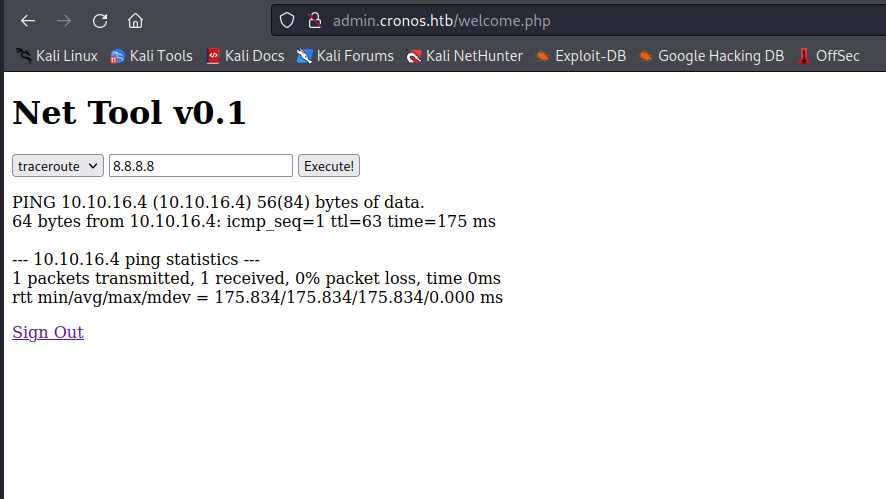 admin.cronos.htb/welcome.php
Kali Linux Kali Tools Kali Docs Kali Forums Kali NetHunter Exploit-DB Google Hacking DB OffSec
Net Tool v0.1
traceroute 8.8.8.8 Execute!
PING 10.10.16.4 (10.10.16.4) 56(84) bytes of data.
64 bytes from 10.10.16.4: icmp_seq=1 ttl=63 time=175 ms
--- 10.10.16.4 ping statistics ---
1 packets transmitted, 1 received, 0% packet loss, time 0ms
rtt min/avg/max/mdev = 175.834/175.834/175.834/0.000 ms
Sign Out